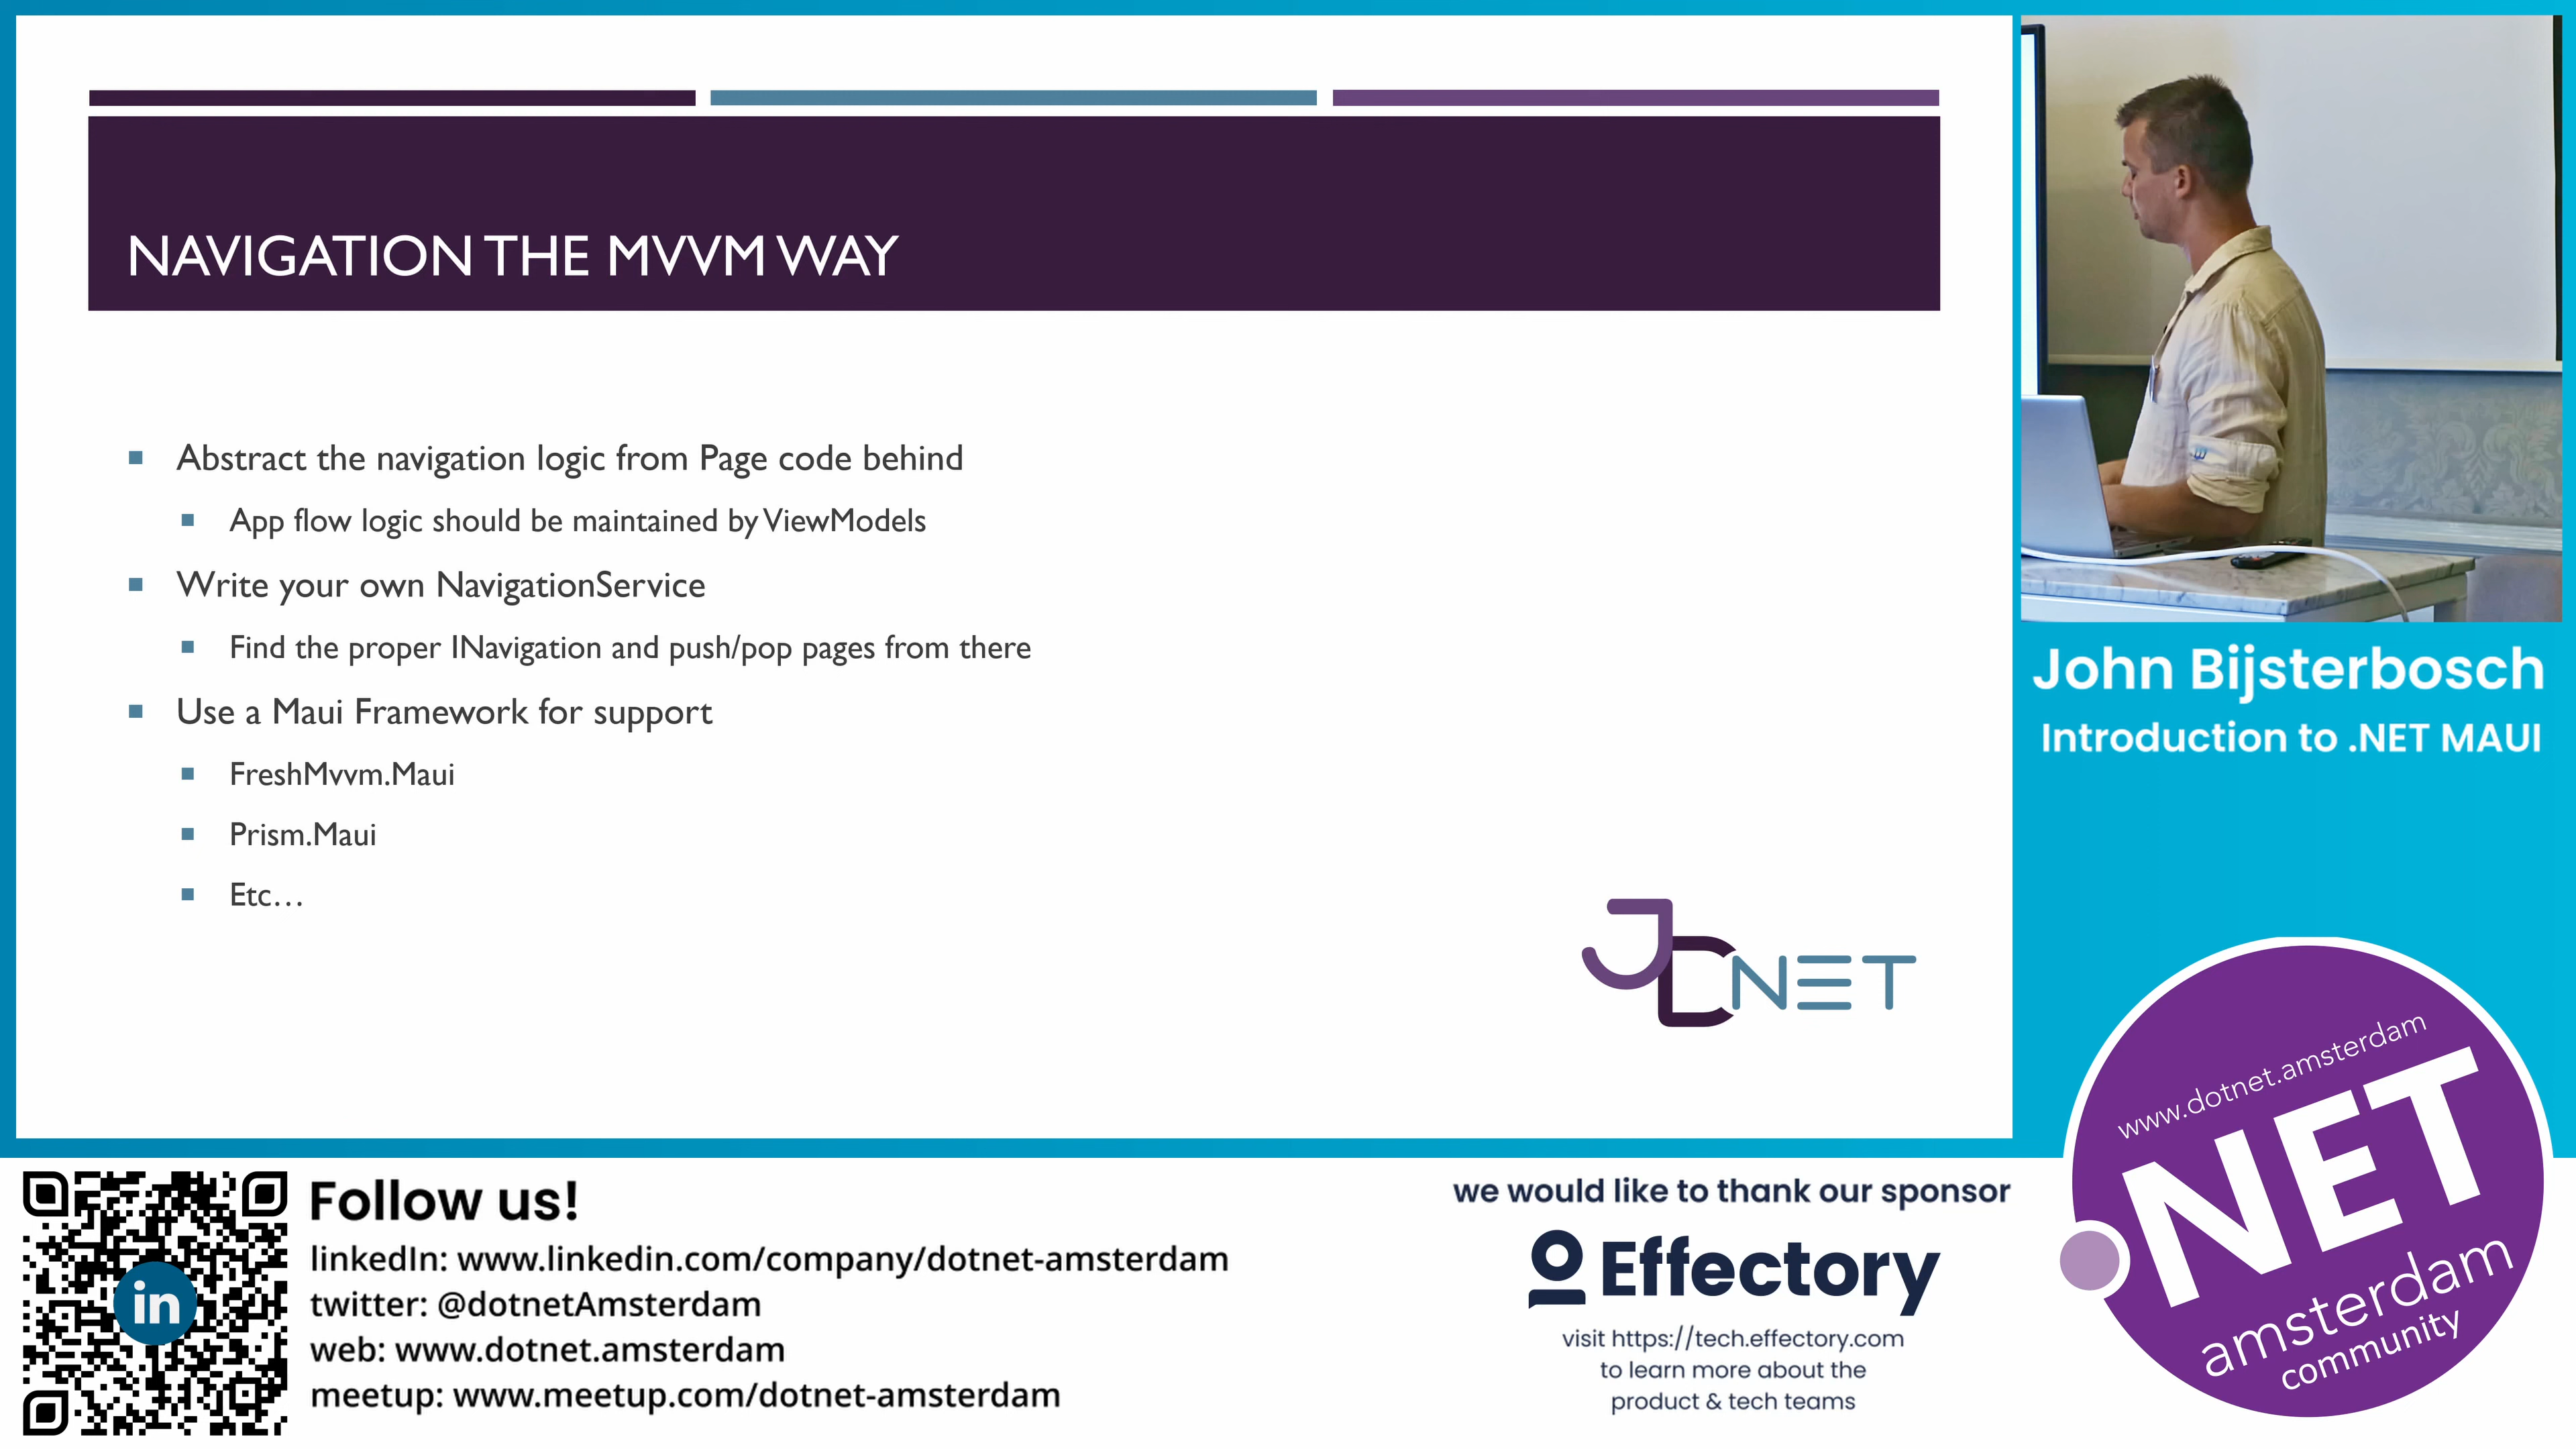 NAVIGATION THE MVVM WAY
Abstract the navigation logic from Page code behind
App flow logic should be maintained by ViewModels
Write your own NavigationService
Find the proper INavigation and push/pop pages from there
Use a Maui Framework for support
FreshMvvm.Maui
Prism.Maui
Etc…
JDNET
John Bijsterbosch
Introduction to .NET MAUI
in
Follow us!
linkedIn: www.linkedin.com/company/dotnet-amsterdam
twitter: @dotnetAmsterdam
web: www.dotnet.amsterdam
meetup: www.meetup.com/dotnet-amsterdam
we would like to thank our sponsor
Effectory
visit https://tech.effectory.com
to learn more about the
product & tech teams
www.dotnet.amsterdam
.NET
amsterdam
community